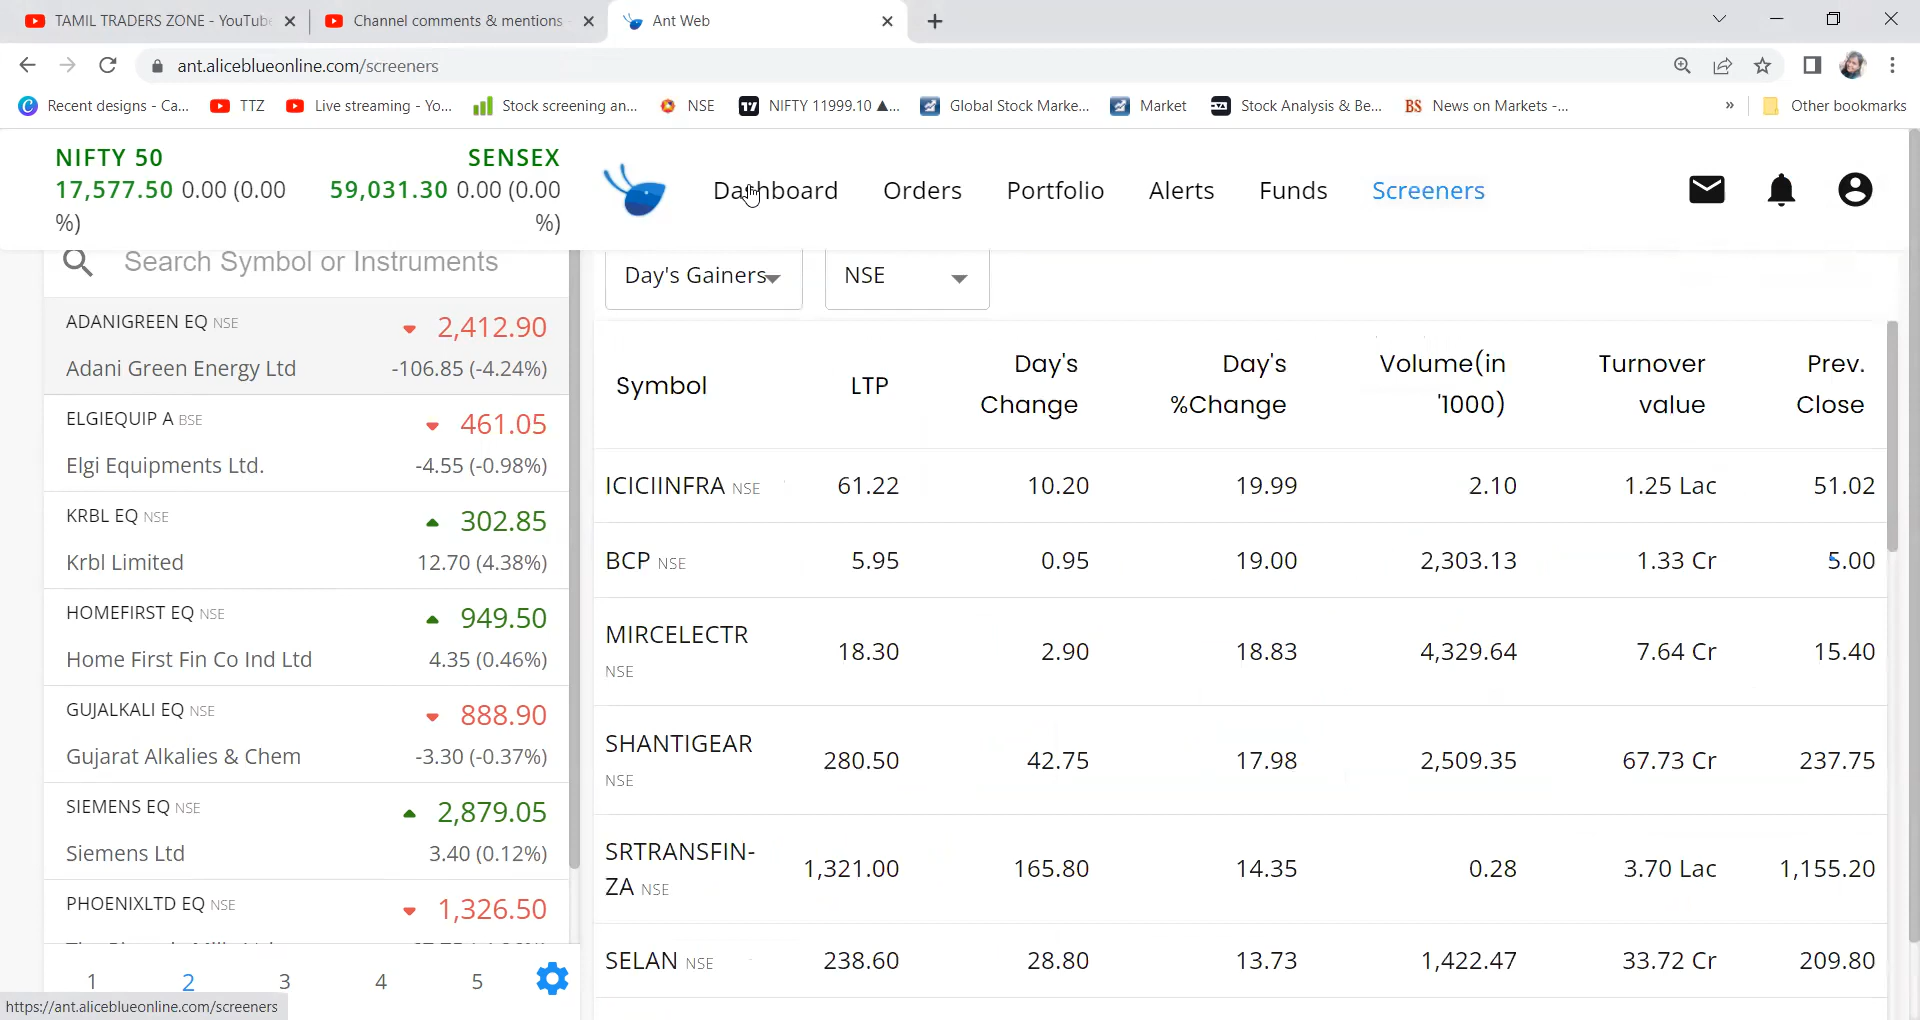 TAMIL TRADERS ZONE - YouTube
Channel comments & mentions -
Ant Web
ant.aliceblueonline.com/screeners
Recent designs - Ca...
TTZ
Live streaming - Yo...
Stock screening an...
NSE
NIFTY 11999.10 ▲...
Global Stock Marke...
Market
Stock Analysis & Be...
BS
News on Markets -...
»
Other bookmarks
NIFTY 50
17,577.50 0.00 (0.00
%)
SENSEX
59,031.30 0.00 (0.00
%)
Dashboard
Orders
Portfolio
Alerts
Funds
Screeners
Search Symbol or Instruments
ADANIGREEN EQ NSE
2,412.90
Adani Green Energy Ltd
-106.85 (-4.24%)
ELGIEQUIP A BSE
461.05
Elgi Equipments Ltd.
-4.55 (-0.98%)
KRBL EQ NSE
302.85
Krbl Limited
12.70 (4.38%)
HOMEFIRST EQ NSE
949.50
Home First Fin Co Ind Ltd
4.35 (0.46%)
GUJALKALI EQ NSE
888.90
Gujarat Alkalies & Chem
-3.30 (-0.37%)
SIEMENS EQ NSE
2,879.05
Siemens Ltd
3.40 (0.12%)
PHOENIXLTD EQ NSE
1,326.50
1 2 3 4 5
https://ant.aliceblueonline.com/screeners
Day's Gainers
NSE
Symbol
LTP
Day's
Change
Day's
%Change
Volume(in
'1000)
Turnover
value
Prev.
Close
ICICIINFRA NSE 61.22 10.20 19.99 2.10 1.25 Lac 51.02
BCP NSE 5.95 0.95 19.00 2,303.13 1.33 Cr 5.00
MIRCELECTR
NSE
18.30 2.90 18.83 4,329.64 7.64 Cr 15.40
SHANTIGEAR
NSE
280.50 42.75 17.98 2,509.35 67.73 Cr 237.75
SRTRANSFIN-
ZA NSE
1,321.00 165.80 14.35 0.28 3.70 Lac 1,155.20
SELAN NSE 238.60 28.80 13.73 1,422.47 33.72 Cr 209.80